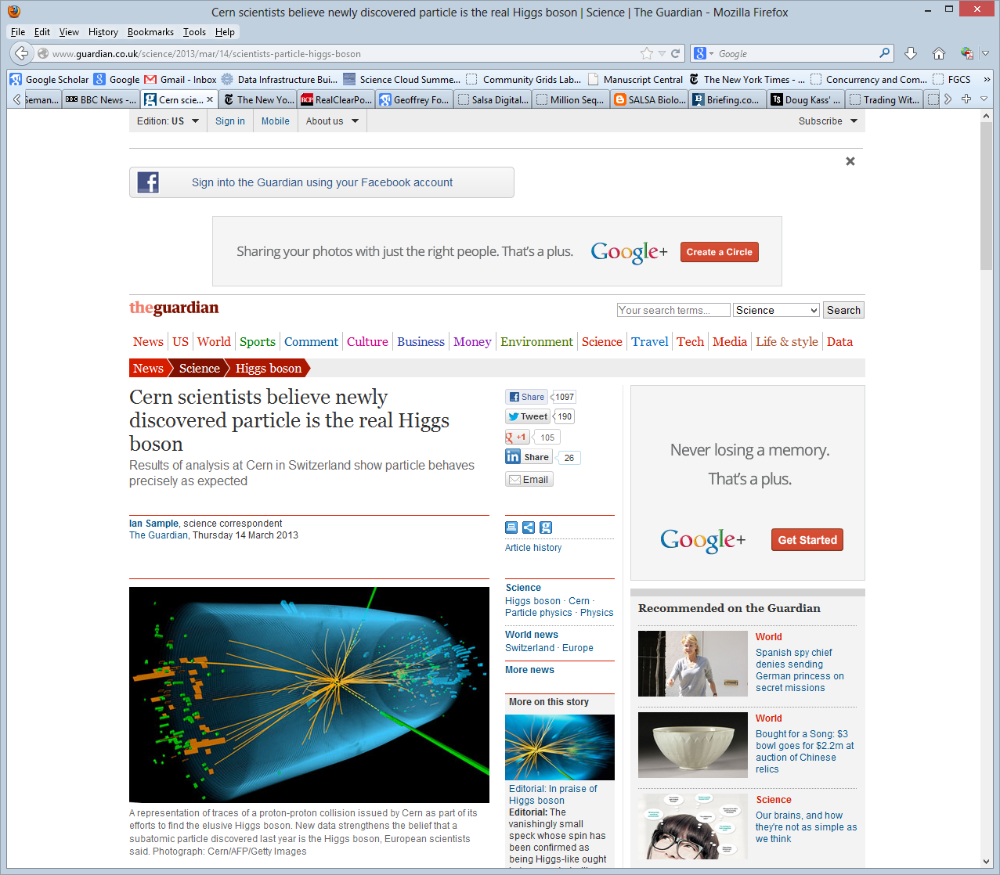 Cern scientists believe newly discovered particle is the real Higgs boson | Science | The Guardian - Mozilla Firefox
File Edit View History Bookmarks Tools Help
www.guardian.co.uk/science/2013/mar/14/scientists-particle-higgs-boson
Google
Google Scholar Google Gmail - Inbox Data Infrastructure Bui... Science Cloud Summe... Community Grids Lab... Manuscript Central The New York Times - ... Concurrency and Com... FGCS
Seman... BBC News -... Cern scie... The New Yo... RealClearPo... Geoffrey Fo... Salsa Digital... Million Seq... SALSA Biolo... Briefing.co... Doug Kass' ... Trading Wit...
Edition: US Sign in Mobile About us Subscribe
Sign into the Guardian using your Facebook account
Sharing your photos with just the right people. That's a plus. Google+ Create a Circle
theguardian
Your search terms... Science Search
News US World Sports Comment Culture Business Money Environment Science Travel Tech Media Life & style Data
News Science Higgs boson
Cern scientists believe newly
discovered particle is the real Higgs
boson
Results of analysis at Cern in Switzerland show particle behaves
precisely as expected
Ian Sample, science correspondent
The Guardian, Thursday 14 March 2013
A representation of traces of a proton-proton collision issued by Cern as part of its
efforts to find the elusive Higgs boson. New data strengthens the belief that a
subatomic particle discovered last year is the Higgs boson, European scientists
said. Photograph: Cern/AFP/Getty Images
Share 1097
Tweet 190
+1 105
Share 26
Email
Article history
Science
Higgs boson · Cern ·
Particle physics · Physics
World news
Switzerland · Europe
More news
More on this story
Editorial: In praise of
Higgs boson
Editorial: The
vanishingly small
speck whose spin has
been confirmed as
being Higgs-like ought
Never losing a memory.
That's a plus.
Google+ Get Started
Recommended on the Guardian
World
Spanish spy chief
denies sending
German princess on
secret missions
World
Bought for a Song: $3
bowl goes for $2.2m at
auction of Chinese
relics
Science
Our brains, and how
they're not as simple as
we think